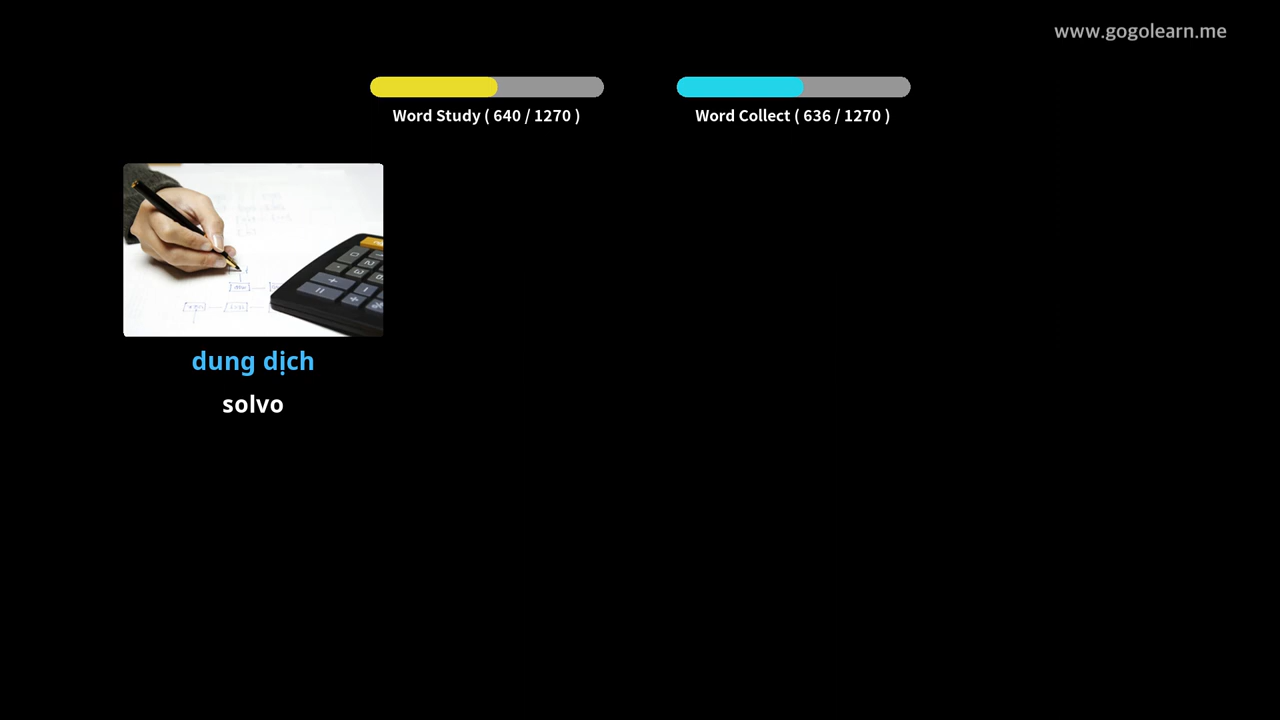 www.gogolearn.me
Word Study ( 640 / 1270 )
Word Collect ( 636 / 1270 )
dung dịch
solvo